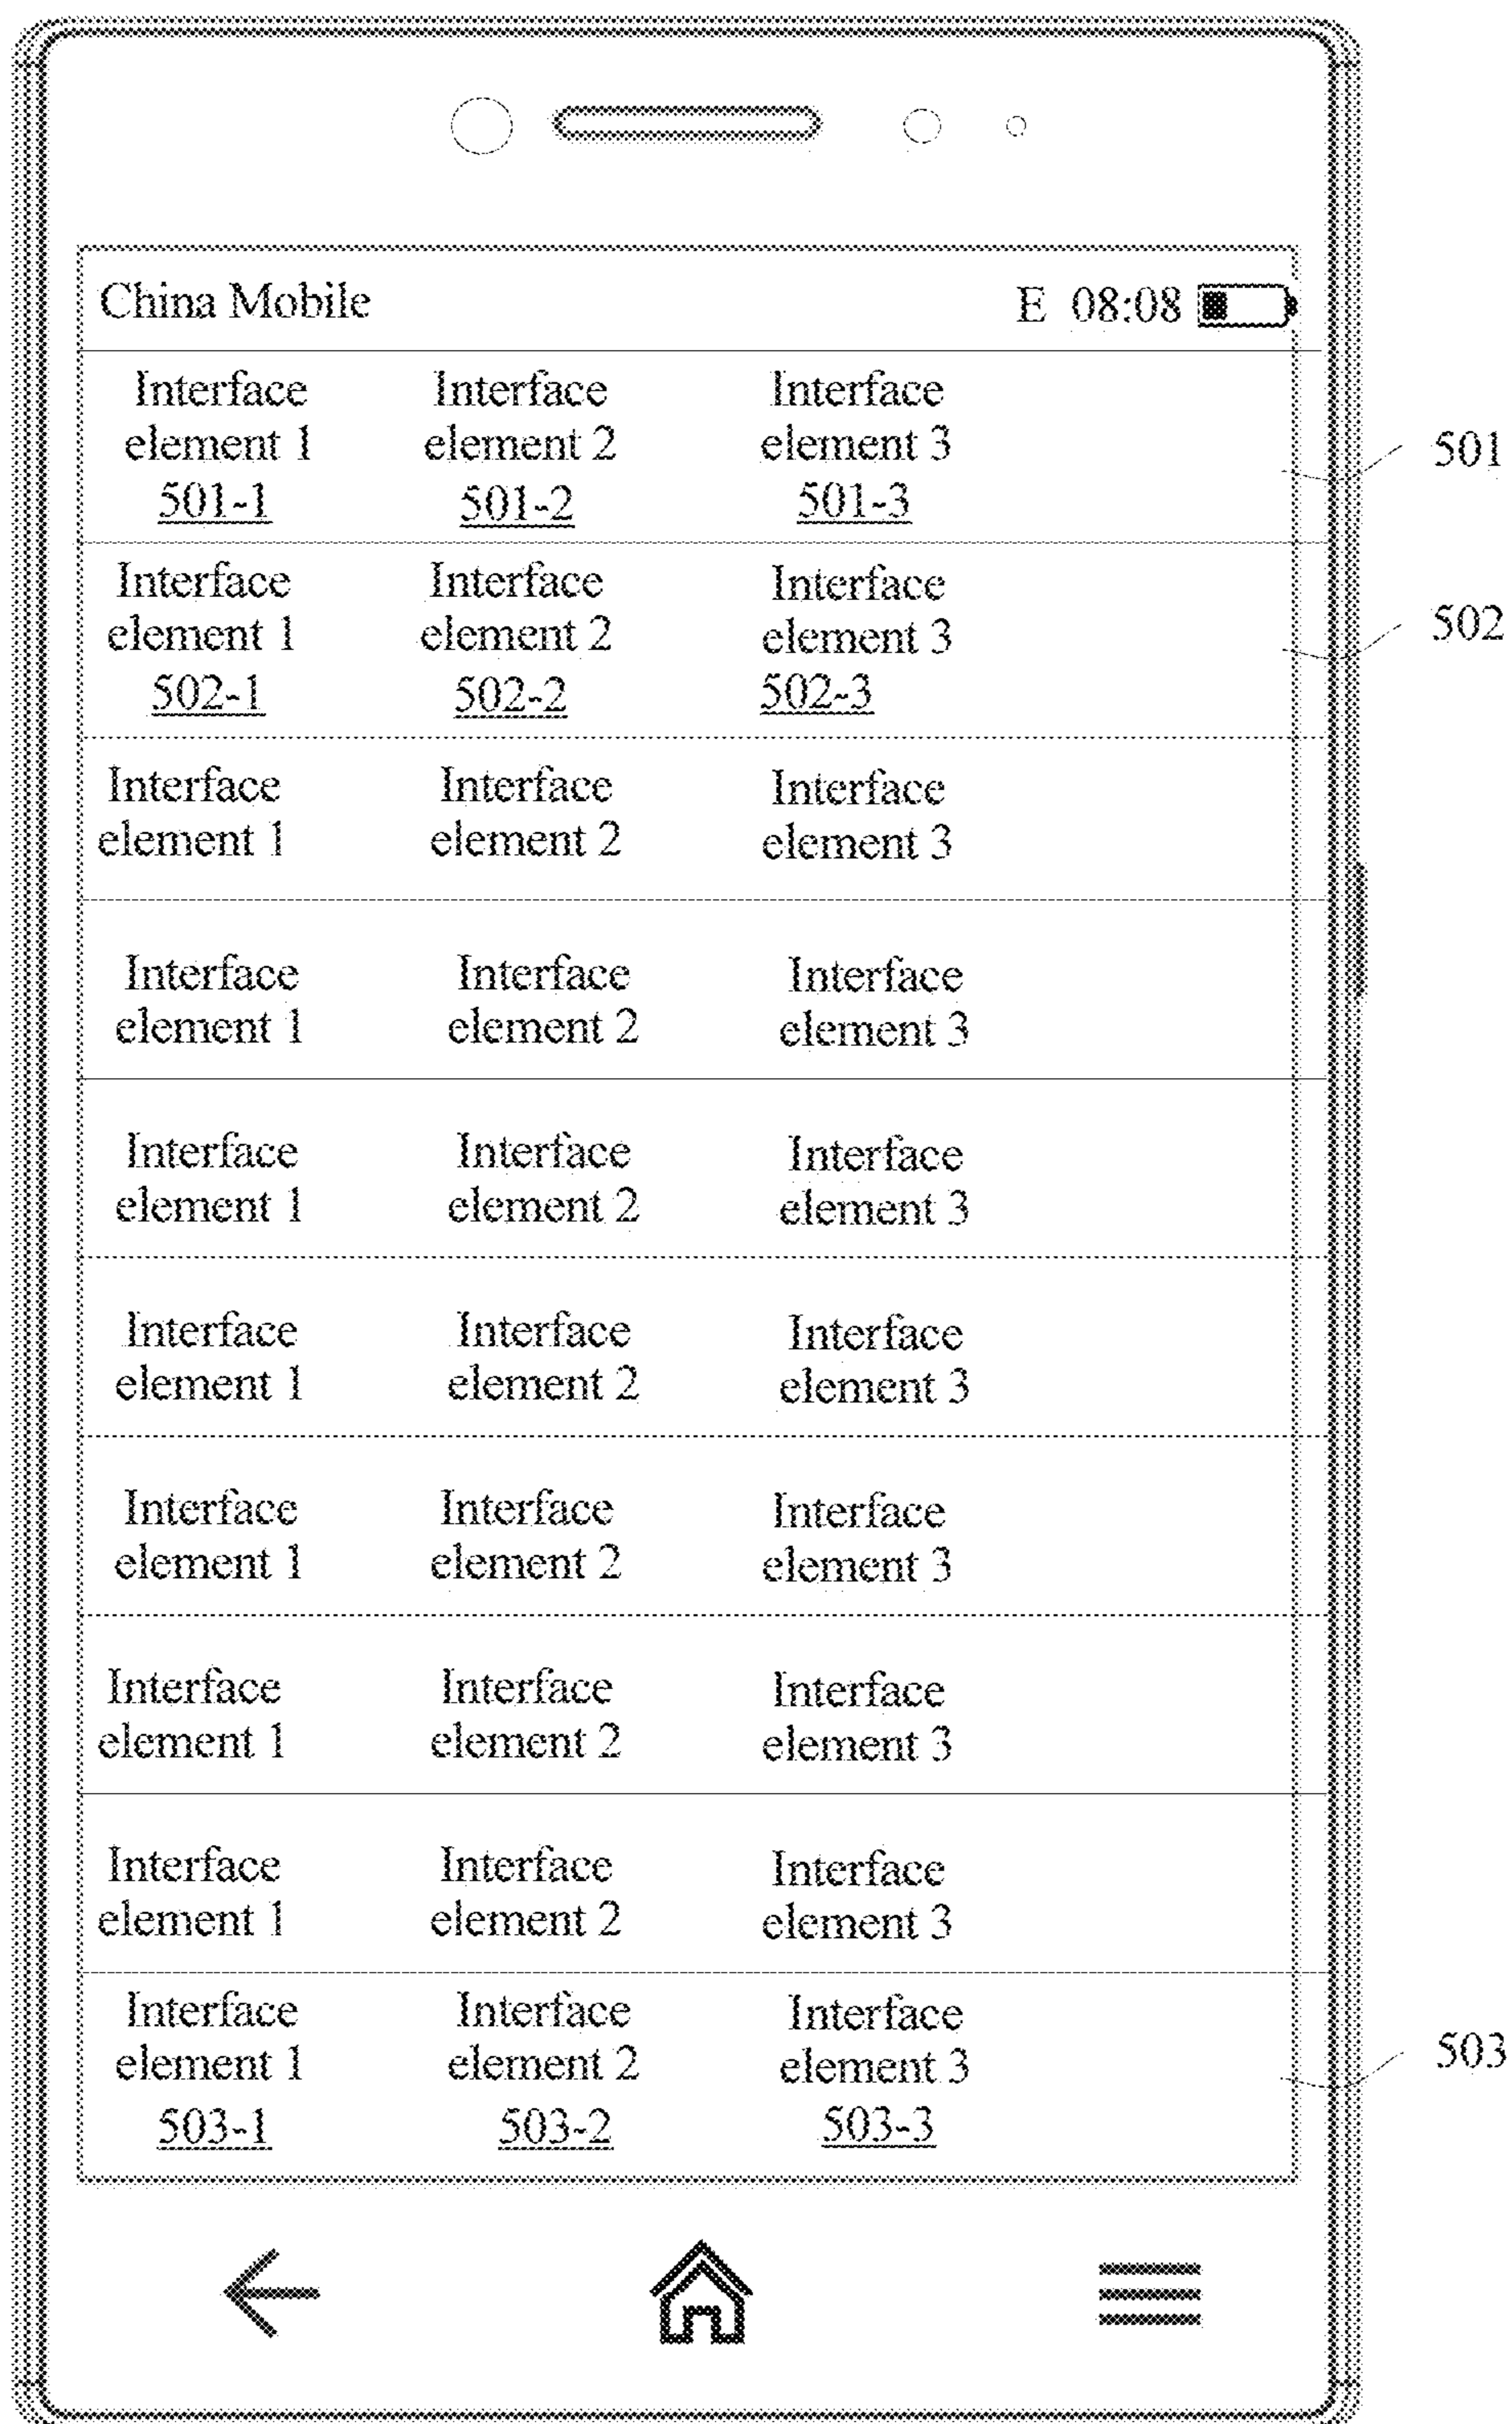 China Mobile E 08:08
Interface Interface Interface
element 1 element 2 element 3 501
501-1 501-2 501-3
Interface Interface Interface
element 1 element 2 element 3 502
502-1 502-2 502-3
Interface Interface Interface
element 1 element 2 element 3
Interface Interface Interface
element 1 element 2 element 3
Interface Interface Interface
element 1 element 2 element 3
Interface Interface Interface
element 1 element 2 element 3
Interface Interface Interface
element 1 element 2 element 3
Interface Interface Interface
element 1 element 2 element 3
Interface Interface Interface
element 1 element 2 element 3
Interface Interface Interface
element 1 element 2 element 3 503
503-1 503-2 503-3